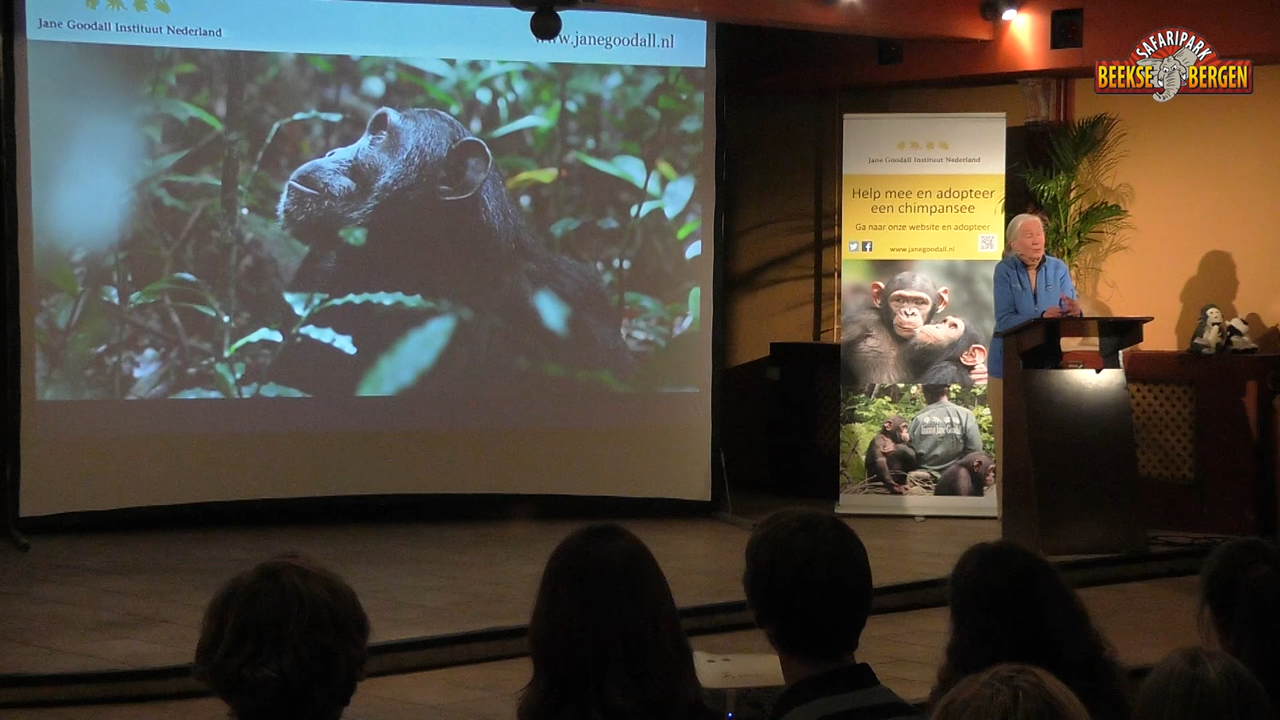 Jane Goodall Instituut Nederland
www.janegoodall.nl
SAFARIPARK
BEEKSE BERGEN
Jane Goodall Instituut Nederland
Help mee en adopteer
een chimpansee
Ga naar onze website en adopteer
www.janegoodall.nl